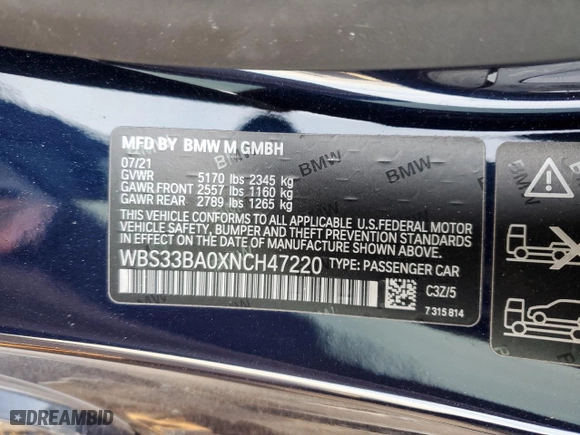 MFD BY BMW M GMBH
07/21
GVWR 5170 lbs 2345 kg
GAWR FRONT 2557 lbs 1160 kg
GAWR REAR 2789 lbs 1265 kg
THIS VEHICLE CONFORMS TO ALL APPLICABLE U.S.FEDERAL MOTOR
VEHICLE SAFETY, BUMPER, AND THEFT PREVENTION STANDARDS
IN EFFECT ON THE DATE OF MANUFACTURE SHOWN ABOVE.
WBS33BA0XNCH47220 TYPE: PASSENGER CAR
C3Z/5
7 315 814
BMW
BMW
BMW
BMW
DREAMBID